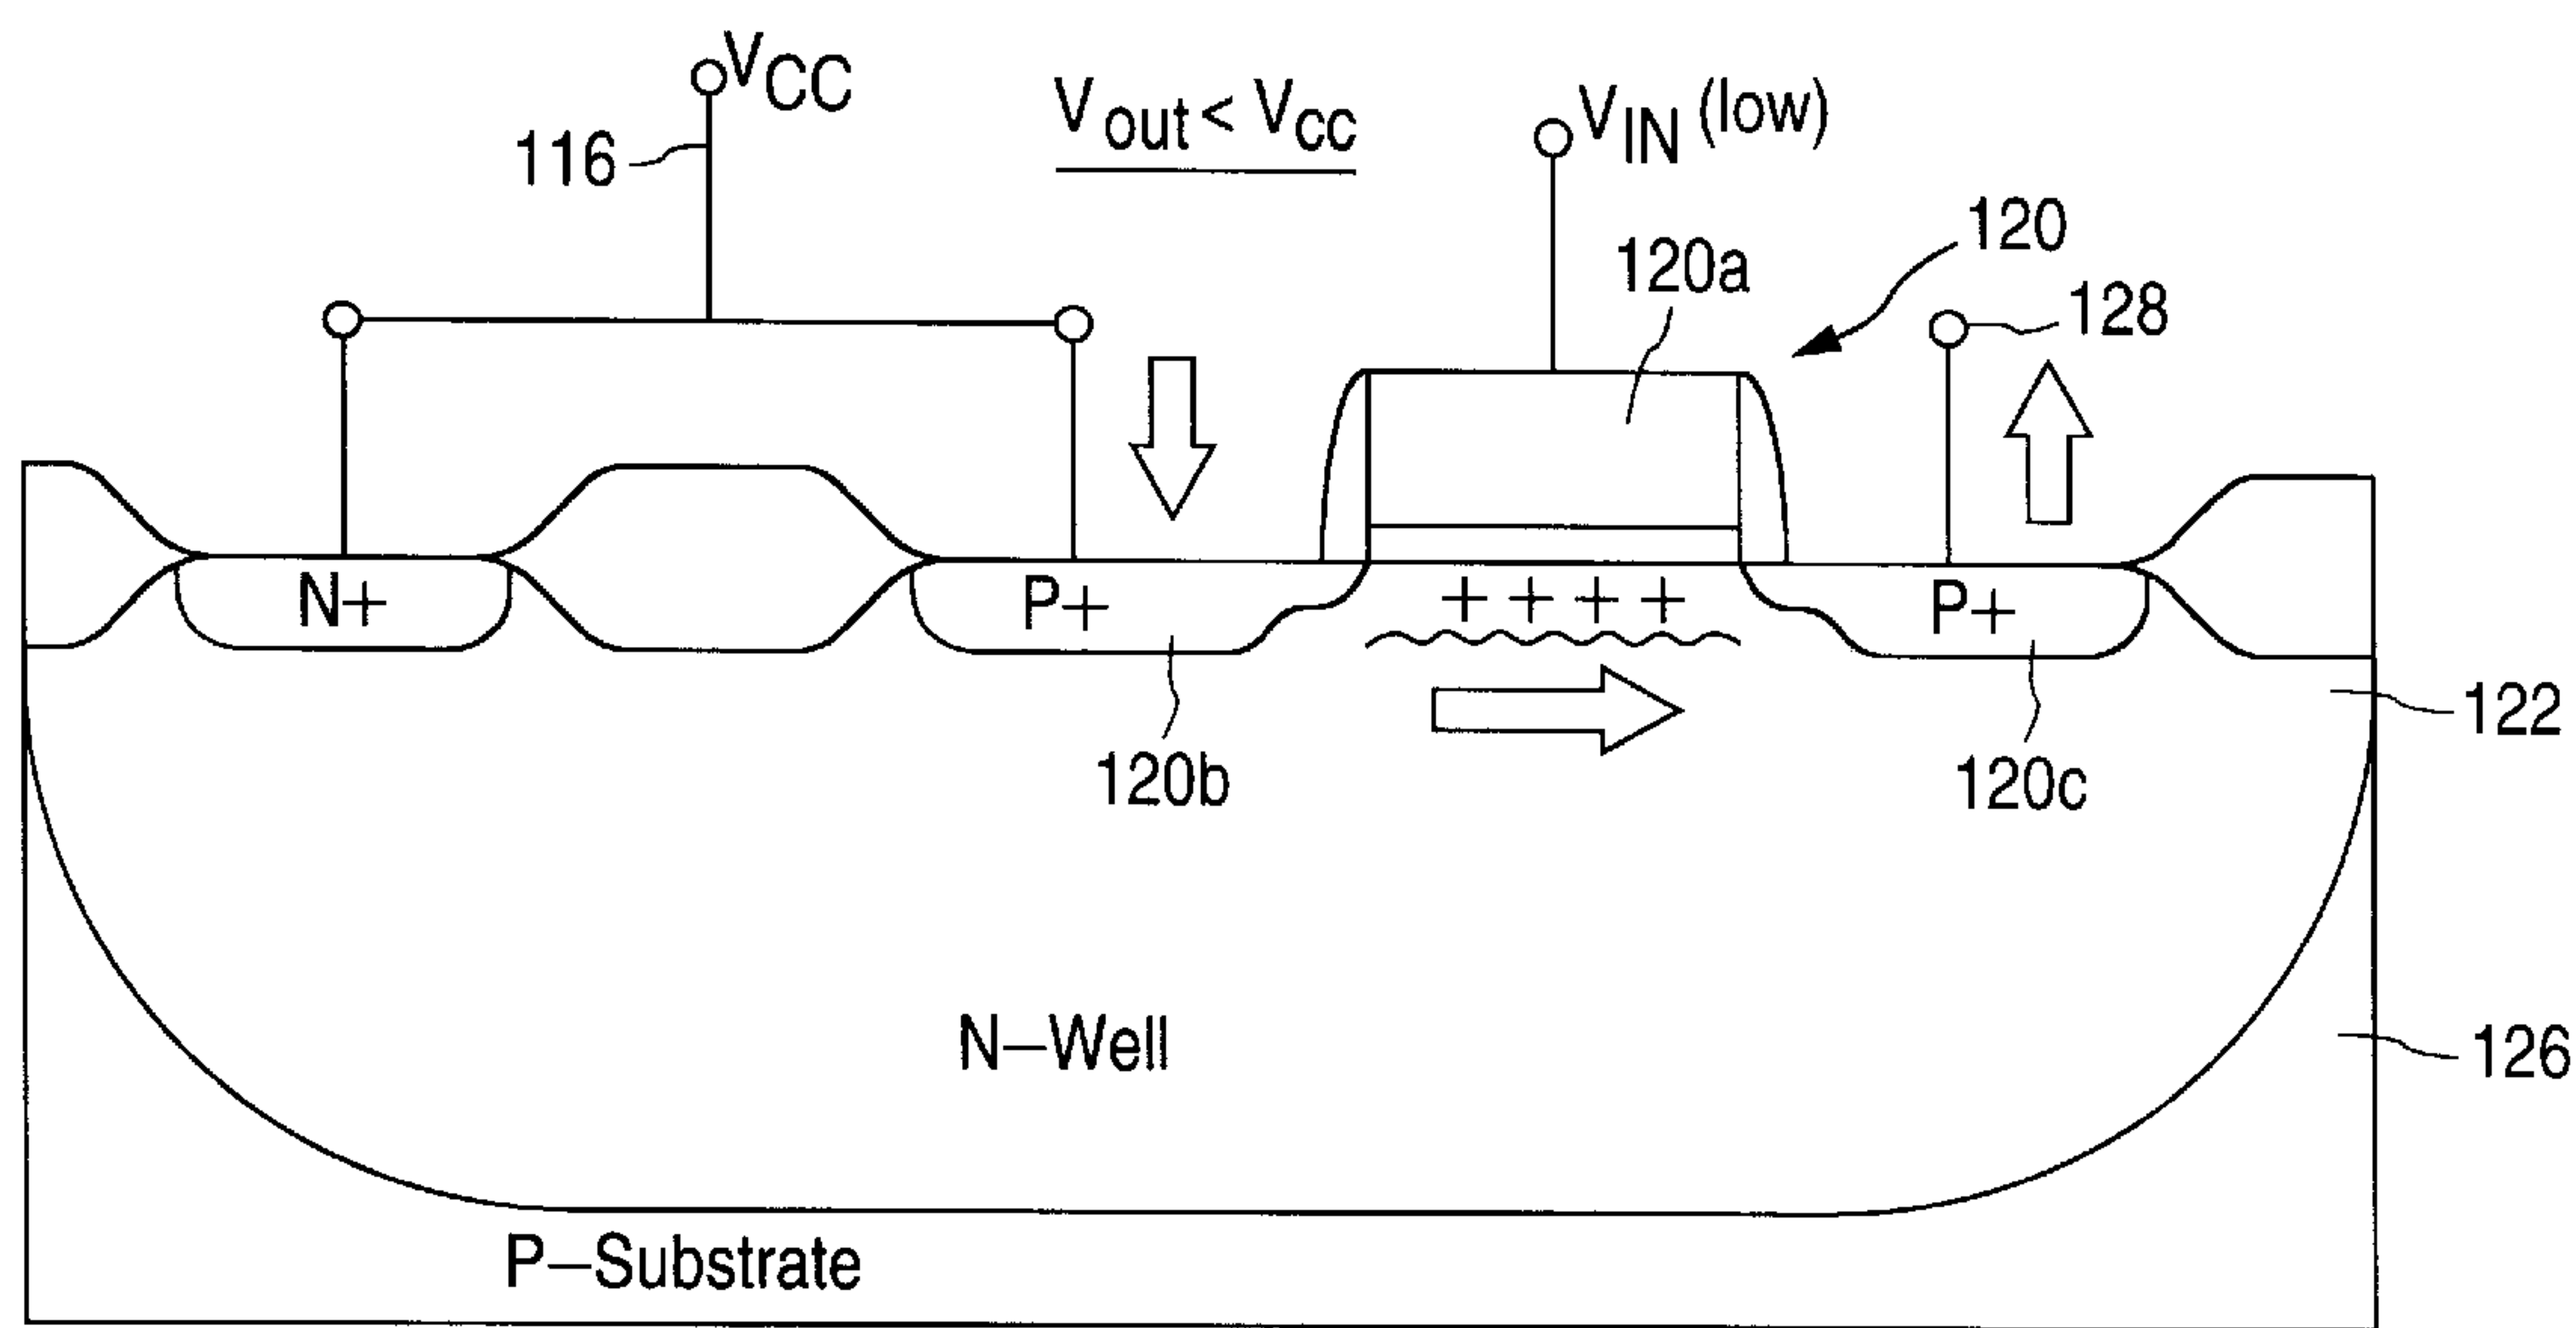 VCC
116
Vout < Vcc
VIN (low)
120
120a
128
N+
P+
+ + + +
P+
122
120b
120c
N–Well
126
P–Substrate